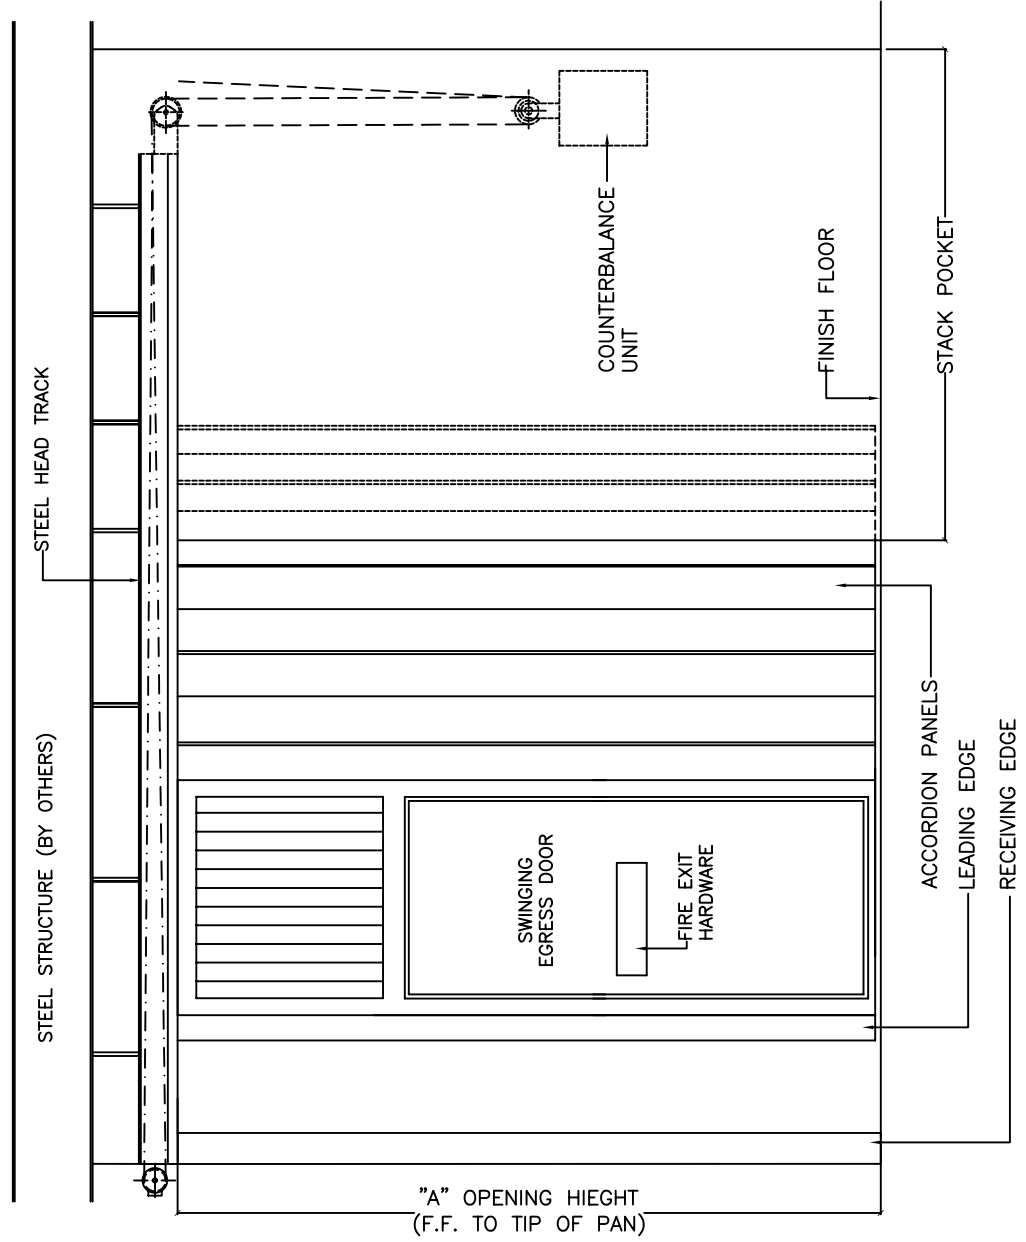 STEEL HEAD TRACK
STEEL STRUCTURE (BY OTHERS)
COUNTERBALANCE
UNIT
FINISH FLOOR
STACK POCKET
SWINGING
EGRESS DOOR
FIRE EXIT
HARDWARE
ACCORDION PANELS
LEADING EDGE
RECEIVING EDGE
"A" OPENING HIEGHT
(F.F. TO TIP OF PAN)